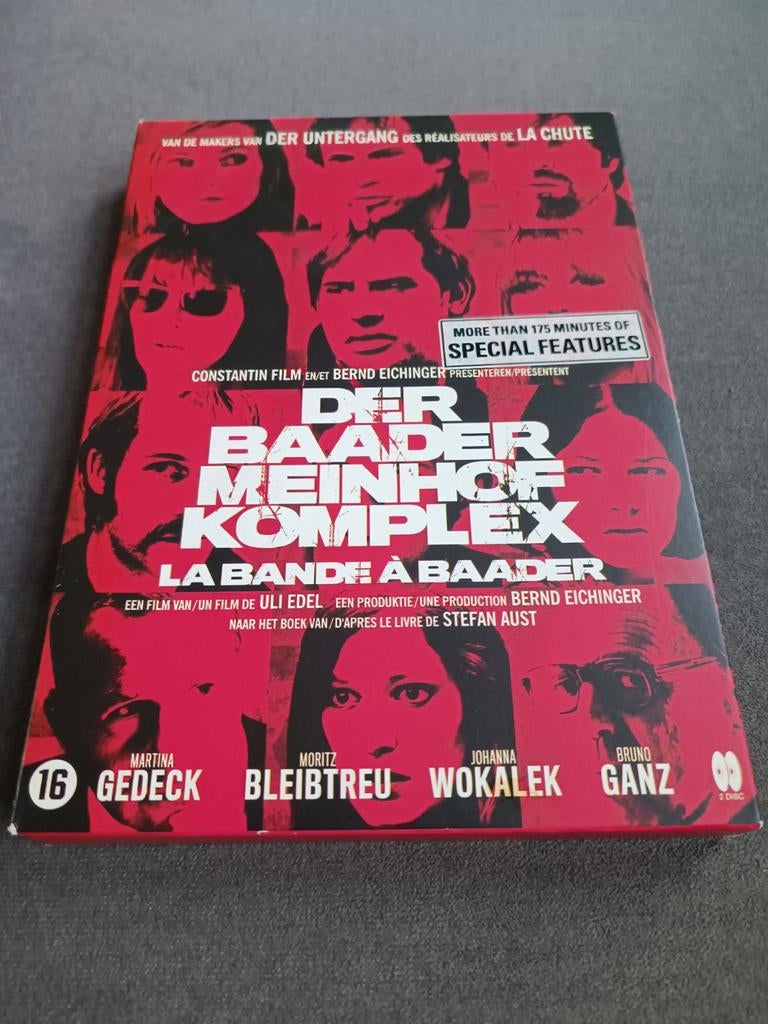 VAN DE MAKERS VAN DER UNTERGANG DES RÉALISATEURS DE LA CHUTE
MORE THAN 175 MINUTES OF
SPECIAL FEATURES
CONSTANTIN FILM EN/ET BERND EICHINGER PRESENTEREN/PRÉSENTENT
DER
BAADER
MEINHOF
KOMPLEX
LA BANDE À BAADER
EEN FILM VAN/UN FILM DE ULI EDEL EEN PRODUKTIE/UNE PRODUCTION BERND EICHINGER
NAAR HET BOEK VAN/D'APRES LE LIVRE DE STEFAN AUST
MARTINA
GEDECK
MORITZ
BLEIBTREU
JOHANNA
WOKALEK
BRUNO
GANZ
16
2 DISC